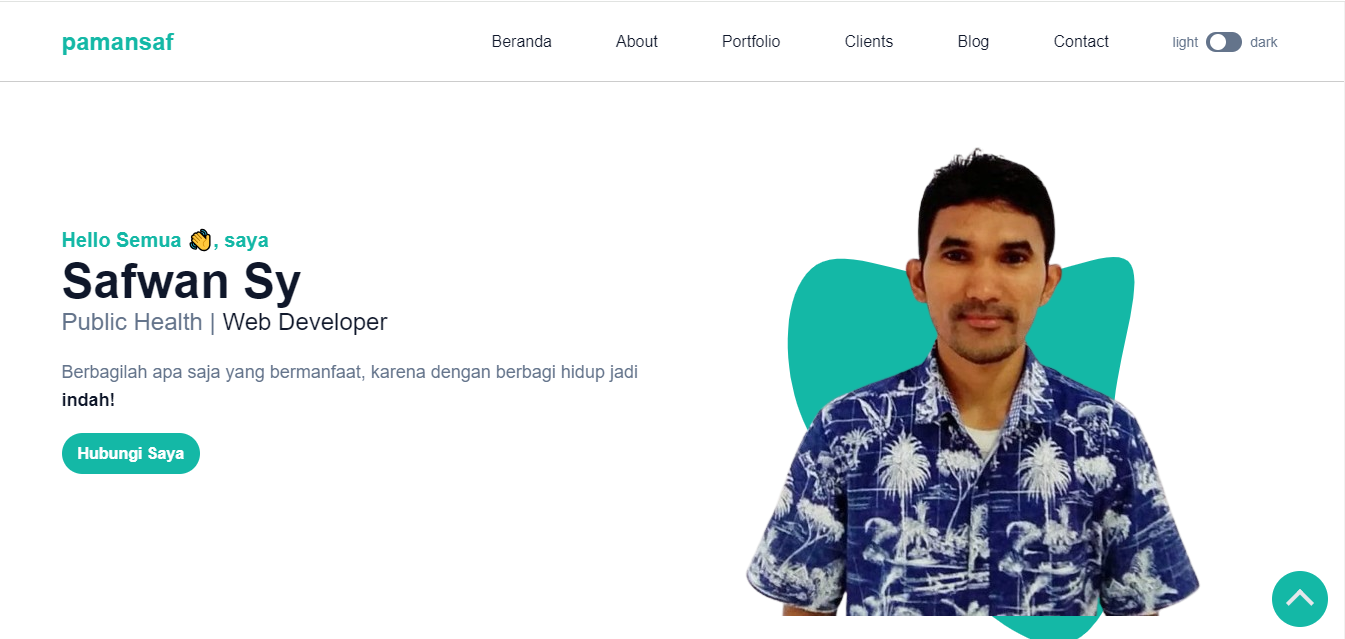 pamansaf
Beranda About Portfolio Clients Blog Contact light dark
Hello Semua 👏, saya
Safwan Sy
Public Health | Web Developer
Berbagilah apa saja yang bermanfaat, karena dengan berbagi hidup jadi
indah!
Hubungi Saya